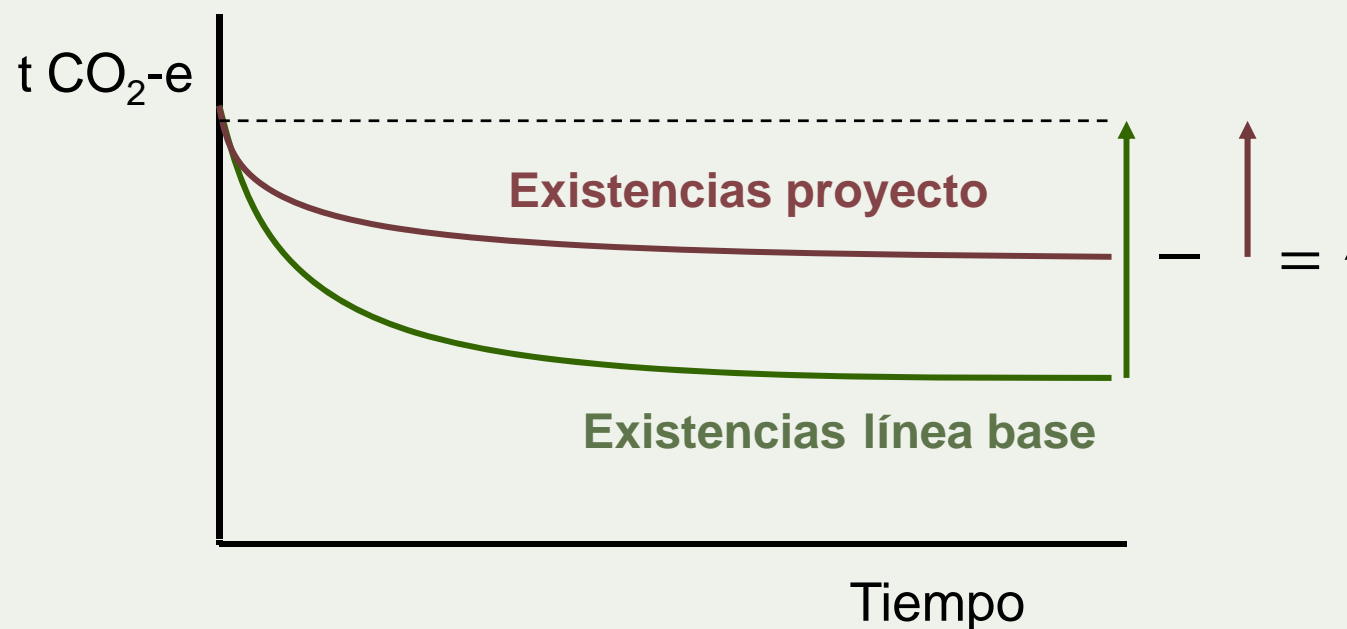 t CO₂-e
Existencias proyecto
− =
Existencias línea base
Tiempo